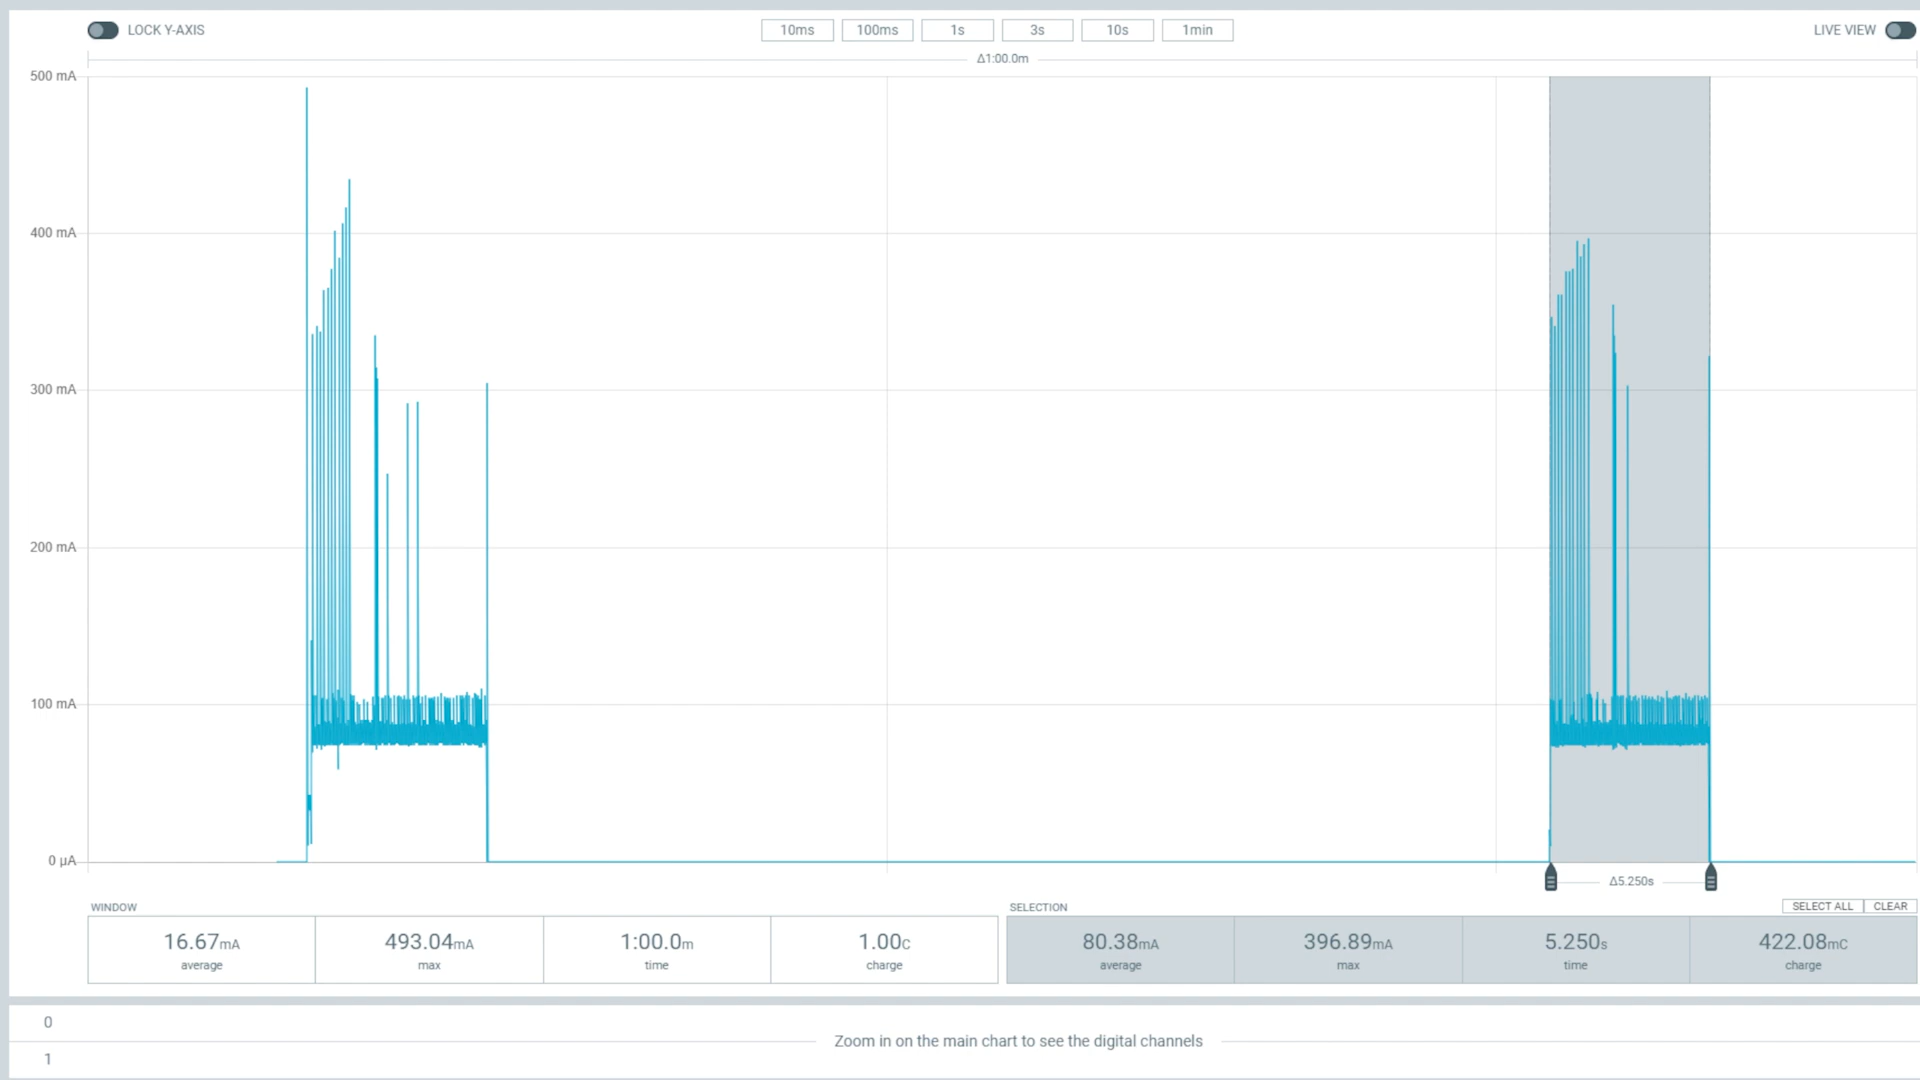 LOCK Y-AXIS 10ms 100ms 1s 3s 10s 1min LIVE VIEW
Δ1:00.0m
500 mA
400 mA
300 mA
200 mA
100 mA
0 µA
Δ5.250s
WINDOW SELECTION SELECT ALL CLEAR
16.67mA 493.04mA 1:00.0m 1.00C 80.38mA 396.89mA 5.250s 422.08mC
average max time charge average max time charge
0
Zoom in on the main chart to see the digital channels
1